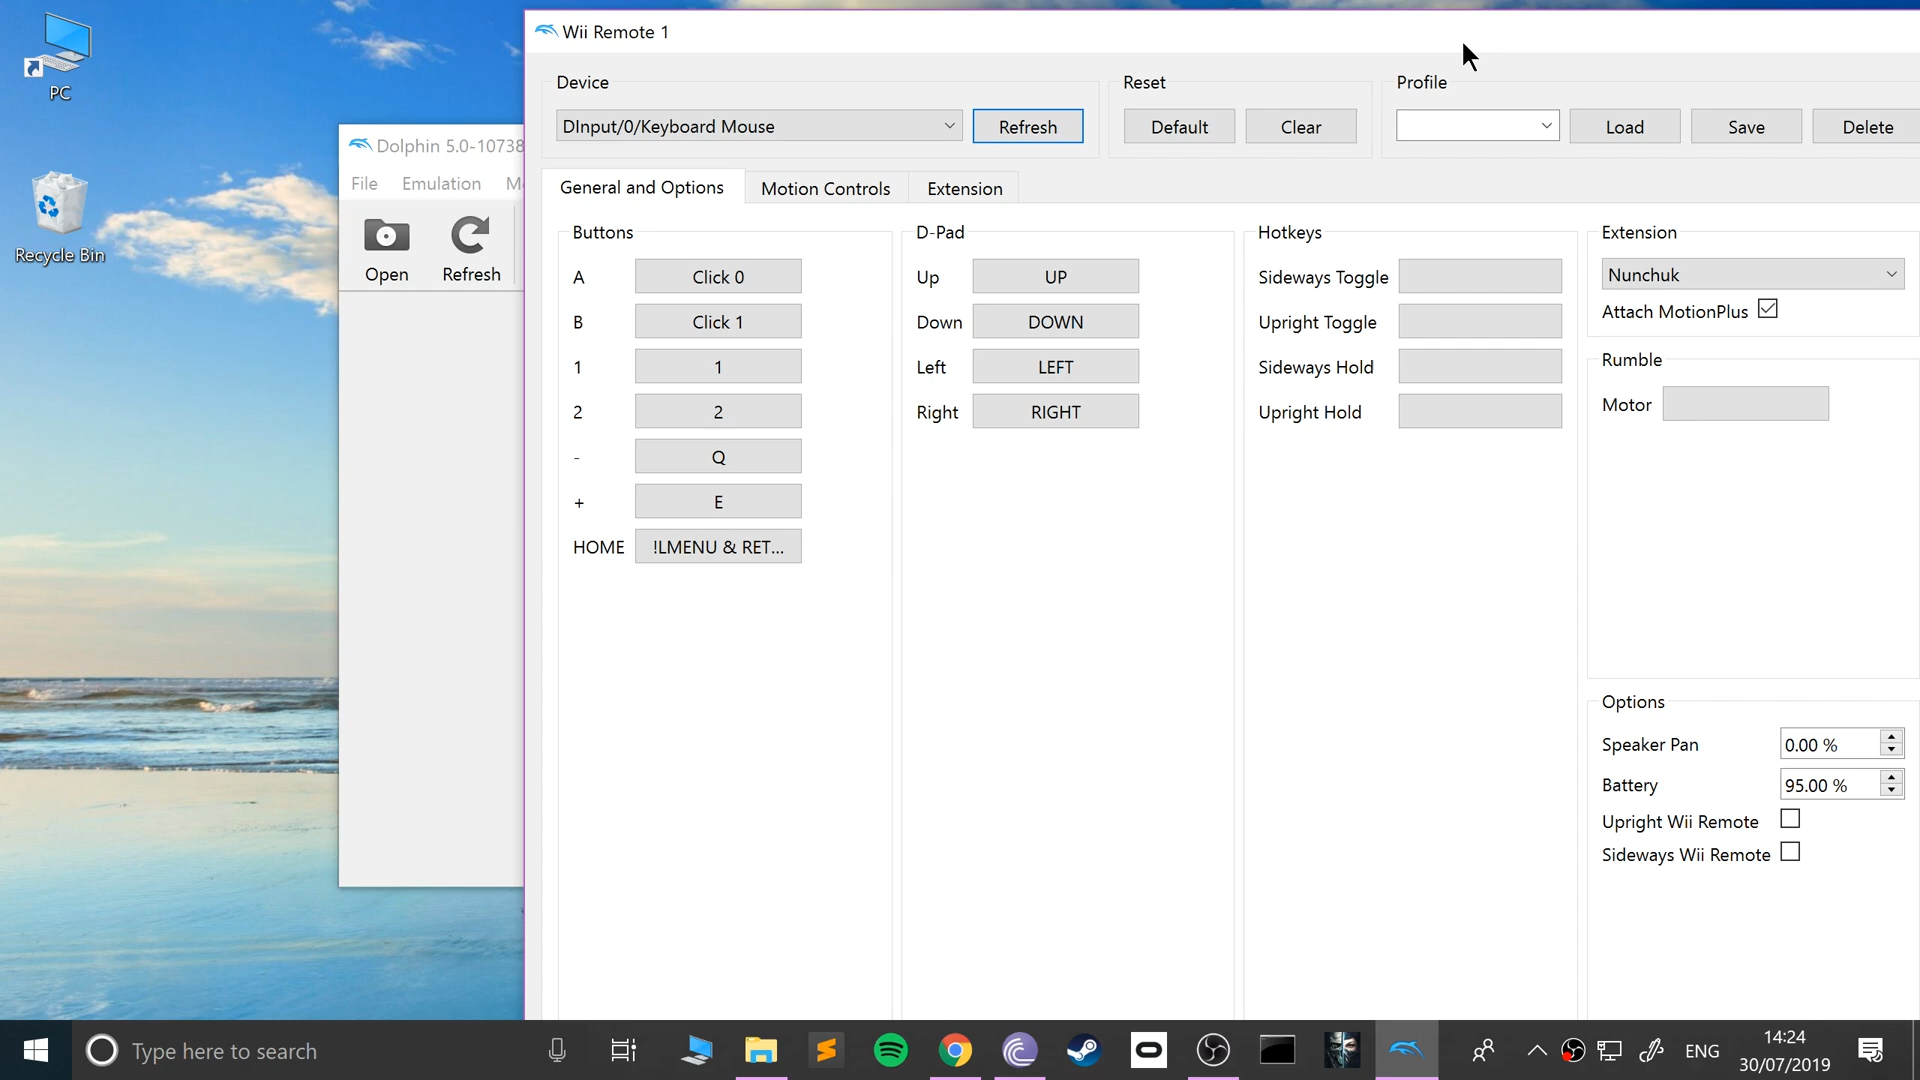 PC
Recycle Bin
Dolphin 5.0-10738
File Emulation M
Open Refresh
Wii Remote 1
Device
DInput/0/Keyboard Mouse
Refresh
Reset
Default Clear
Profile
Load Save Delete
General and Options Motion Controls Extension
Buttons
A Click 0
B Click 1
1 1
2 2
- Q
+ E
HOME !LMENU & RET...
D-Pad
Up UP
Down DOWN
Left LEFT
Right RIGHT
Hotkeys
Sideways Toggle
Upright Toggle
Sideways Hold
Upright Hold
Extension
Nunchuk
Attach MotionPlus
Rumble
Motor
Options
Speaker Pan 0.00 %
Battery 95.00 %
Upright Wii Remote
Sideways Wii Remote
Type here to search
ENG
14:24
30/07/2019